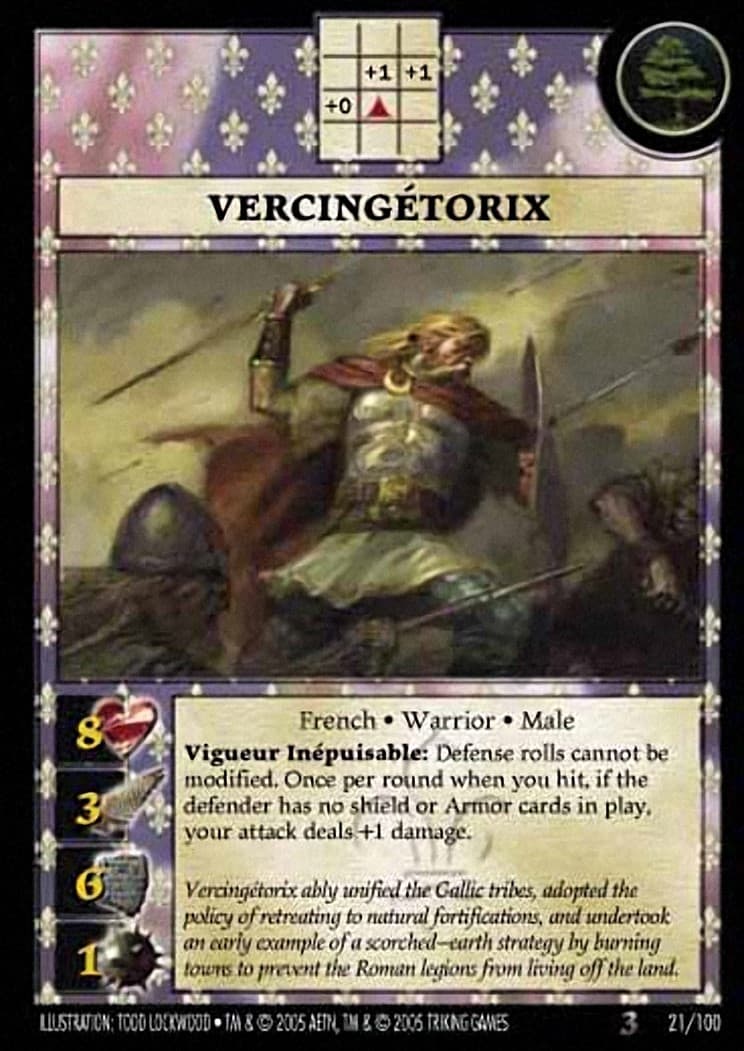 +1 +1
+0
VERCINGÉTORIX
8
French • Warrior • Male
Vigueur Inépuisable: Defense rolls cannot be
modified. Once per round when you hit, if the
defender has no shield or Armor cards in play,
your attack deals +1 damage.
3
6
Vercingétorix ably unified the Gallic tribes, adopted the
policy of retreating to natural fortifications, and undertook
an early example of a scorched–earth strategy by burning
towns to prevent the Roman legions from living off the land.
1
ILLUSTRATION: TODD LOCKWOOD • TM & © 2005 AETN, TM & © 2005 TRIKING GAMES 3 21/100